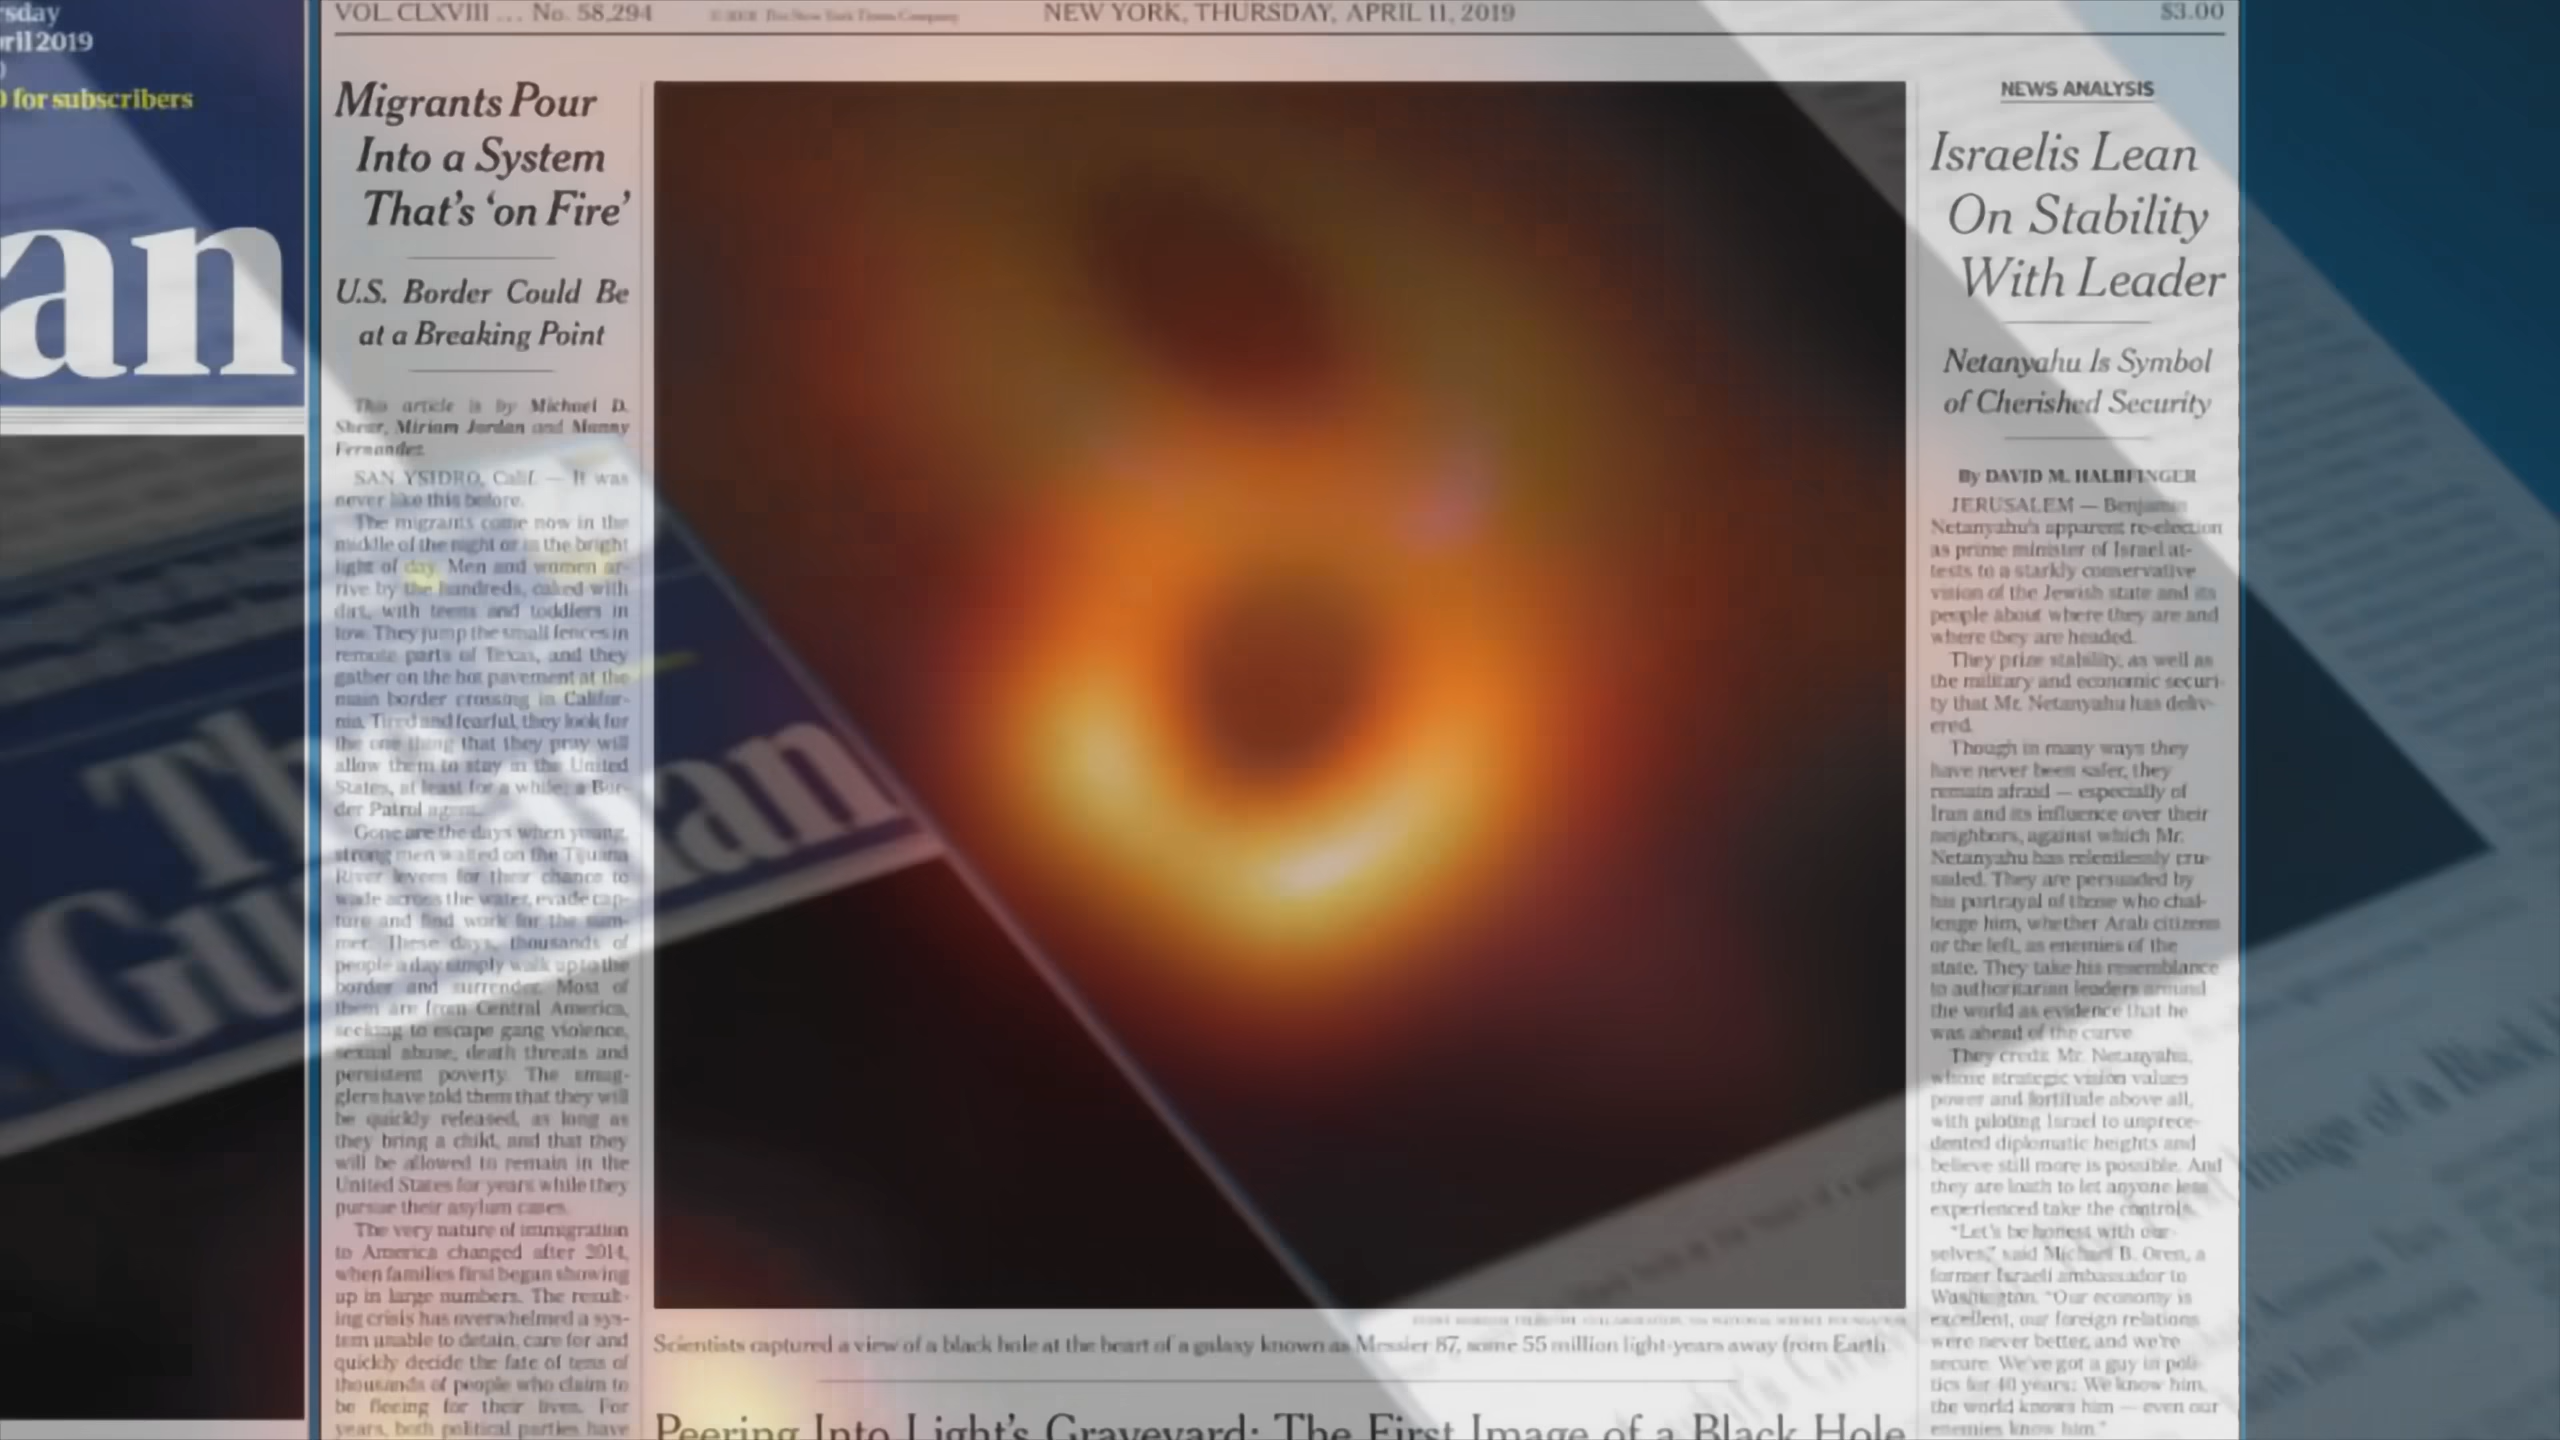 rsday
ril 2019
0 for subscribers
an
The
Guardian
VOL. CLXVIII ... No. 58,294
NEW YORK, THURSDAY, APRIL 11, 2019
$3.00
Migrants Pour
Into a System
That's 'on Fire'
U.S. Border Could Be
at a Breaking Point
This article is by Michael D.
Shear, Miriam Jordan and Manny
Fernandez.
SAN YSIDRO, Calif. — It was
never like this before.
The migrants come now in the
middle of the night or in the bright
light of day. Men and women ar-
rive by the hundreds, caked with
dirt, with teens and toddlers in
tow. They jump the small fences in
remote parts of Texas, and they
gather on the hot pavement at the
main border crossing in Califor-
nia. Tired and fearful, they look for
the one thing that they pray will
allow them to stay in the United
States, at least for a while: a Bor-
der Patrol agent.
Gone are the days when young,
strong men waited on the Tijuana
River levees for their chance to
wade across the water, evade cap-
ture and find work for the sum-
mer. These days, thousands of
people a day simply walk up to the
border and surrender. Most of
them are from Central America,
seeking to escape gang violence,
sexual abuse, death threats and
persistent poverty. The smug-
glers have told them that they will
be quickly released, as long as
they bring a child, and that they
will be allowed to remain in the
United States for years while they
pursue their asylum cases.
The very nature of immigration
to America changed after 2014,
when families first began showing
up in large numbers. The result-
ing crisis has overwhelmed a sys-
tem unable to detain, care for and
quickly decide the fate of tens of
thousands of people who claim to
be fleeing for their lives. For
years, both political parties have
Scientists captured a view of a black hole at the heart of a galaxy known as Messier 87, some 55 million light-years away from Earth.
Peering Into Light's Graveyard: The First Image of a Black Hole
NEWS ANALYSIS
Israelis Lean
On Stability
With Leader
Netanyahu Is Symbol
of Cherished Security
By DAVID M. HALBFINGER
JERUSALEM — Benjamin
Netanyahu's apparent re-election
as prime minister of Israel at-
tests to a starkly conservative
vision of the Jewish state and its
people about where they are and
where they are headed.
They prize stability, as well as
the military and economic securi-
ty that Mr. Netanyahu has deliv-
ered.
Though in many ways they
have never been safer, they
remain afraid — especially of
Iran and its influence over their
neighbors, against which Mr.
Netanyahu has relentlessly cru-
saded. They are persuaded by
his portrayal of those who chal-
lenge him, whether Arab citizens
or the left, as enemies of the
state. They take his resemblance
to authoritarian leaders around
the world as evidence that he
was ahead of the curve.
They credit Mr. Netanyahu,
whose strategic vision values
power and fortitude above all,
with piloting Israel to unprece-
dented diplomatic heights and
believe still more is possible. And
they are loath to let anyone less
experienced take the controls.
"Let's be honest with our-
selves," said Michael B. Oren, a
former Israeli ambassador to
Washington. "Our economy is
excellent, our foreign relations
were never better, and we're
secure. We've got a guy in poli-
tics for 40 years: We know him,
the world knows him — even our
enemies know him."
Image of a Black